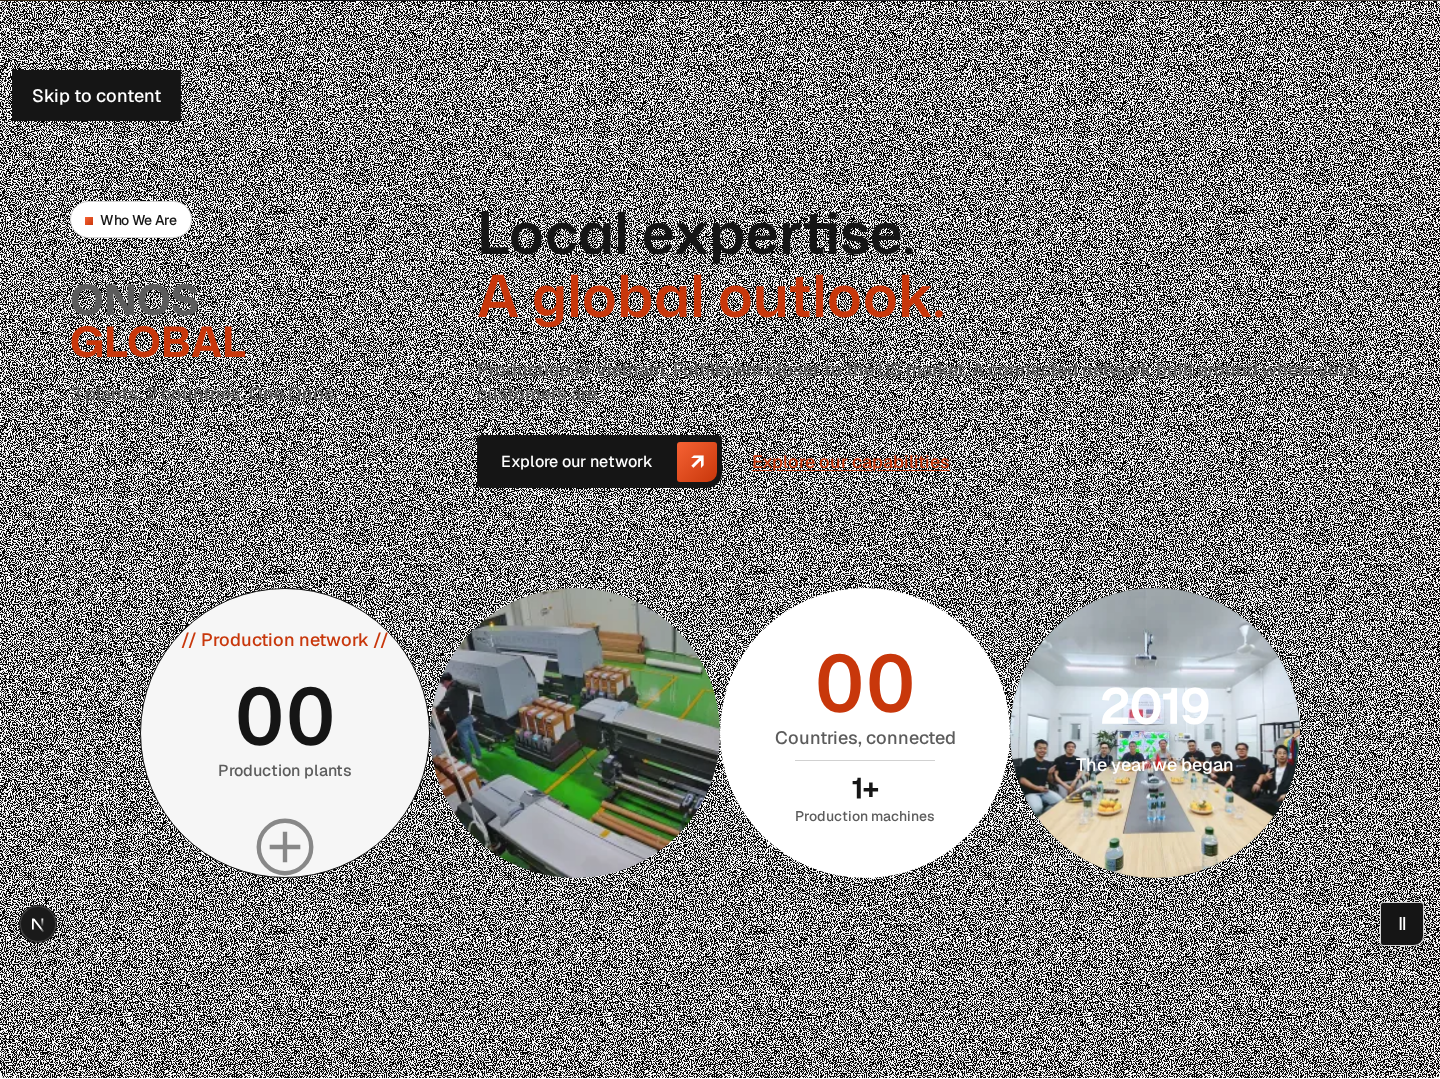 Skip to content
Who We Are
Local expertise.
A global outlook.
ONOS
GLOBAL
Explore our network
Explore our capabilities
// Production network //
00
Production plants
00
Countries, connected
1+
Production machines
2019
The year we began
N